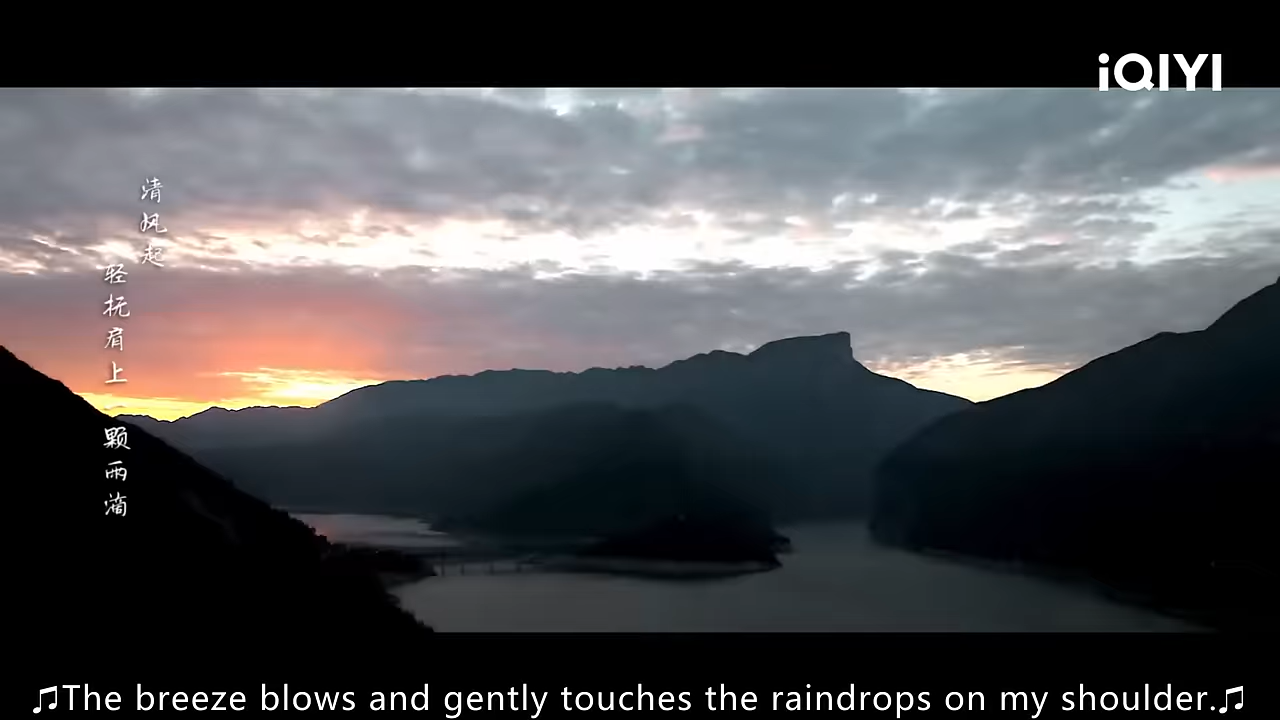 iQIYI
清风起
轻抚肩上 颗雨滴
♫The breeze blows and gently touches the raindrops on my shoulder.♫